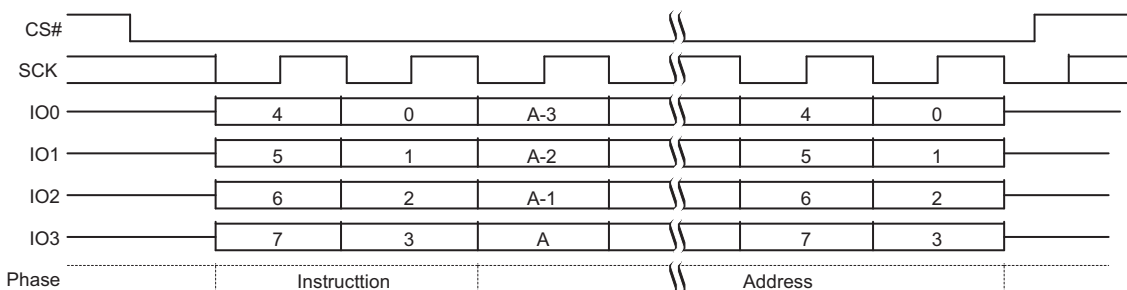 CS#
SCK
IO0 4 0 A-3 4 0
IO1 5 1 A-2 5 1
IO2 6 2 A-1 6 2
IO3 7 3 A 7 3
Phase Instructtion Address